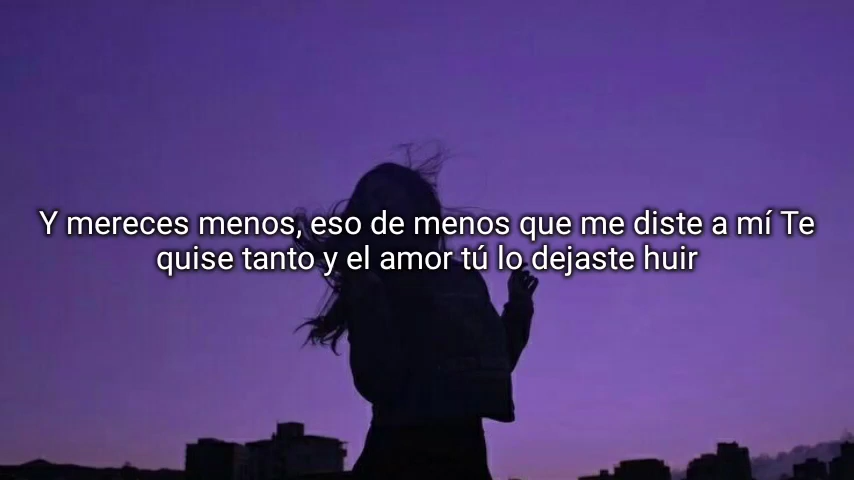 Y mereces menos, eso de menos que me diste a mí Te
quise tanto y el amor tú lo dejaste huir